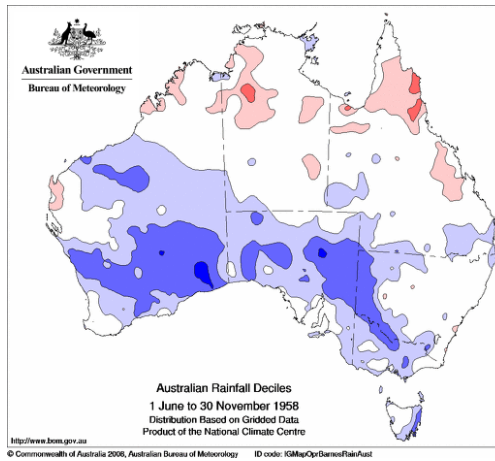 Australian Government
Bureau of Meteorology
Australian Rainfall Deciles
1 June to 30 November 1958
Distribution Based on Gridded Data
Product of the National Climate Centre
http://www.bom.gov.au
© Commonwealth of Australia 2008, Australian Bureau of Meteorology ID code: IGMapOprBarnesRainAust